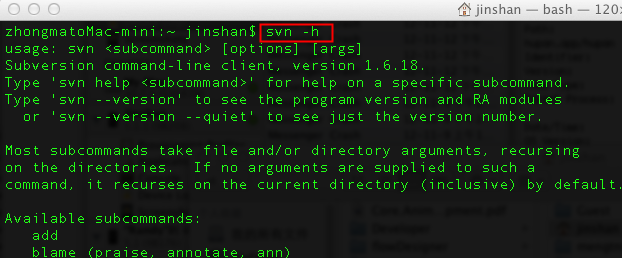 jinshan — bash — 120×
zhongmatoMac-mini:~ jinshan$ svn -h
usage: svn <subcommand> [options] [args]
Subversion command-line client, version 1.6.18.
Type 'svn help <subcommand>' for help on a specific subcommand.
Type 'svn --version' to see the program version and RA modules
or 'svn --version --quiet' to see just the version number.
Most subcommands take file and/or directory arguments, recursing
on the directories. If no arguments are supplied to such a
command, it recurses on the current directory (inclusive) by default.
Available subcommands:
add
blame (praise, annotate, ann)